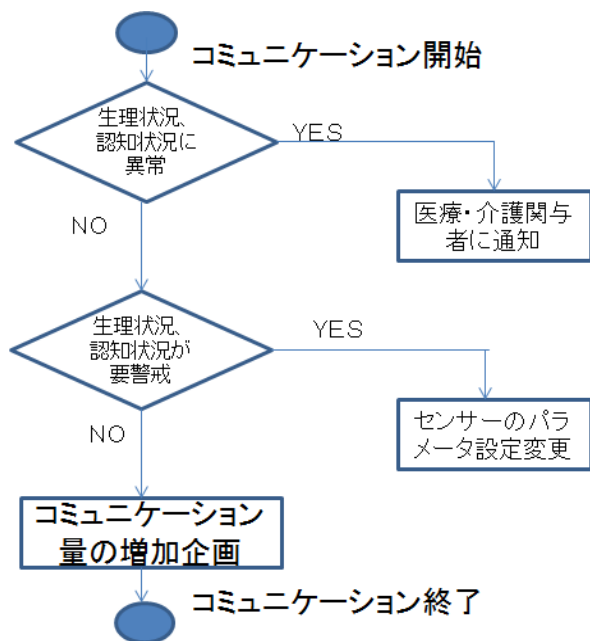 コミュニケーション開始
生理状況、
認知状況に
異常
YES
医療・介護関与
者に通知
NO
生理状況、
認知状況が
要警戒
YES
センサーのパラ
メータ設定変更
NO
コミュニケーション
量の増加企画
コミュニケーション終了